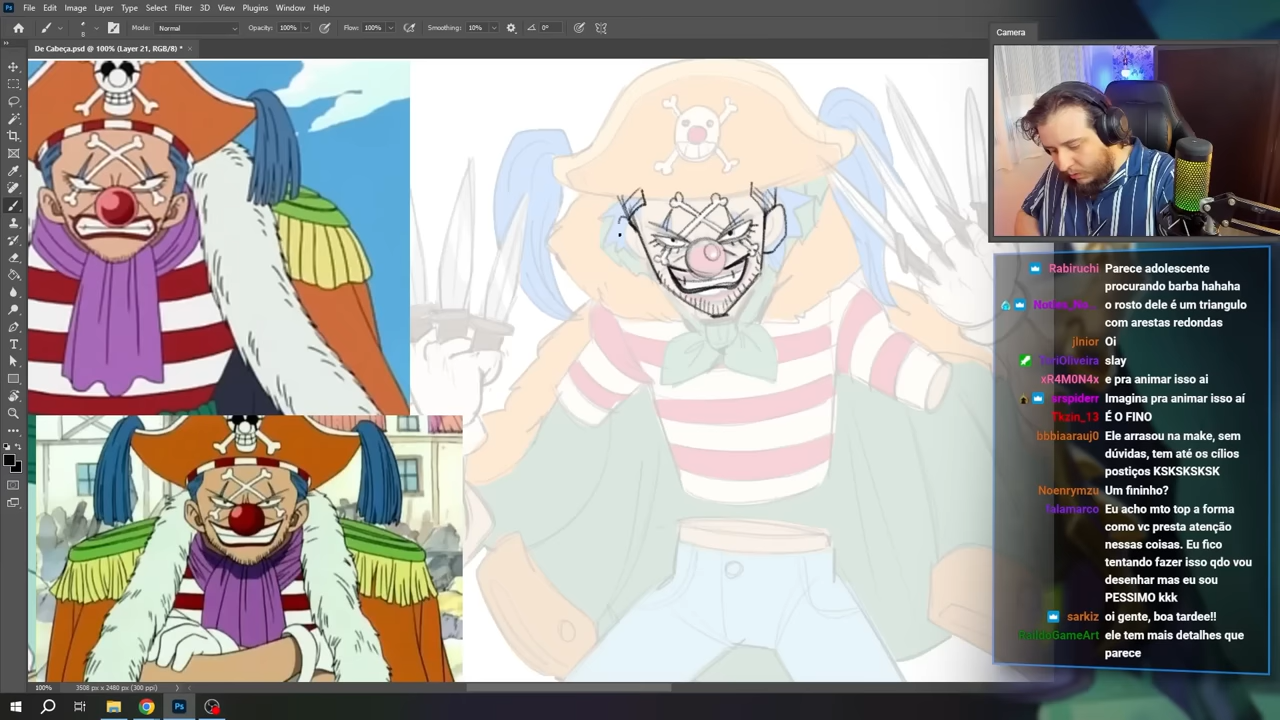 File Edit Image Layer Type Select Filter 3D View Plugins Window Help
Mode: Normal Opacity: 100% Flow: 100% Smoothing: 10% 0°
De Cabeça.psd @ 100% (Layer 21, RGB/8) *
Camera
Rabiruchi Parece adolescente
procurando barba hahaha
o rosto dele é um triangulo
com arestas redondas
jlnior Oi
slay
xR4M0N4x e pra animar isso ai
srspiderr Imagina pra animar isso aí
Tkzin_13 É O FINO
bbbiaarauj0 Ele arrasou na make, sem
dúvidas, tem até os cílios
postiços KSKSKSKSK
Noenrymzu Um fininho?
falamarco Eu acho mto top a forma
como vc presta atenção
nessas coisas. Eu fico
tentando fazer isso qdo vou
desenhar mas eu sou
PESSIMO kkk
sarkiz oi gente, boa tardee!!
RaildoGameArt ele tem mais detalhes que
parece
100% 3508 px x 2480 px (300 ppi)